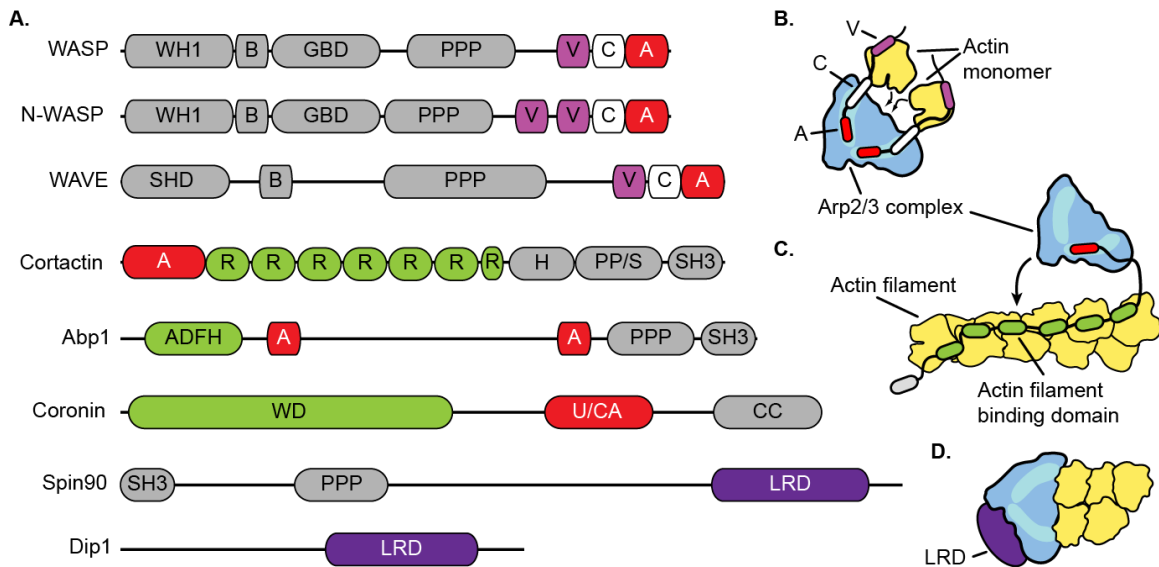 A.
WASP WH1 B GBD PPP V C A
N-WASP WH1 B GBD PPP V V C A
WAVE SHD B PPP V C A
Cortactin A R R R R R R R H PP/S SH3
Abp1 ADFH A A PPP SH3
Coronin WD U/CA CC
Spin90 SH3 PPP LRD
Dip1 LRD
B.
V
C
A
Actin
monomer
Arp2/3 complex
C.
Actin filament
Actin filament
binding domain
D.
LRD